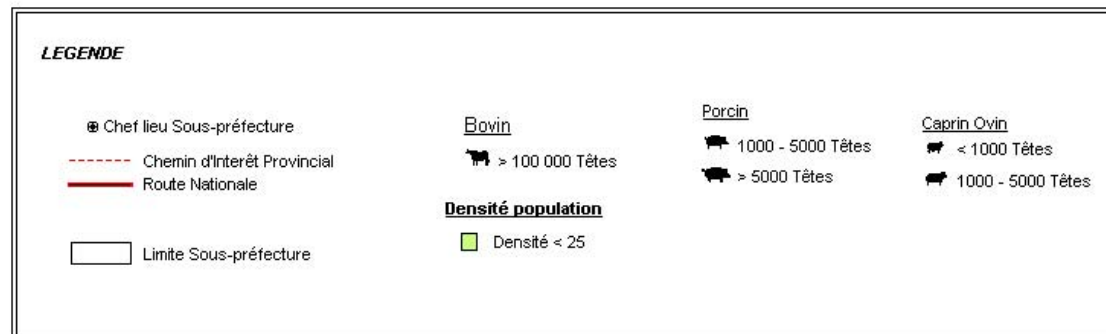 LEGENDE
Chef lieu Sous-préfecture
Chemin d'Interêt Provincial
Route Nationale
Limite Sous-préfecture
Bovin
> 100 000 Têtes
Densité population
Densité < 25
Porcin
1000 - 5000 Têtes
> 5000 Têtes
Caprin Ovin
< 1000 Têtes
1000 - 5000 Têtes